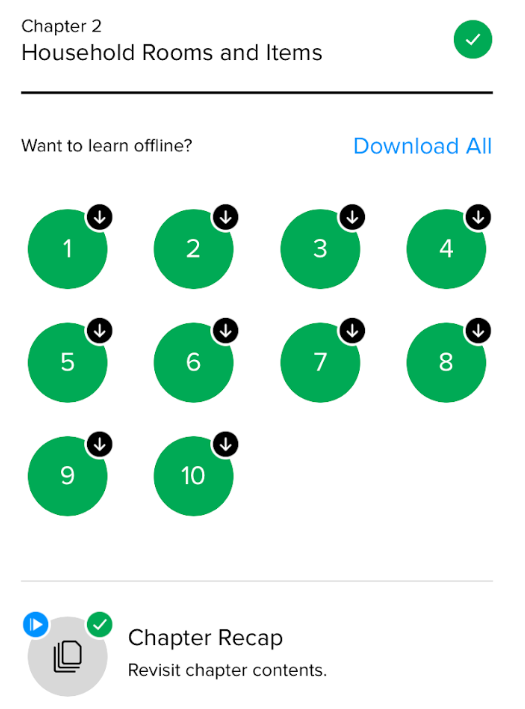 Chapter 2
Household Rooms and Items
Want to learn offline?
Download All
1
2
3
4
5
6
7
8
9
10
Chapter Recap
Revisit chapter contents.